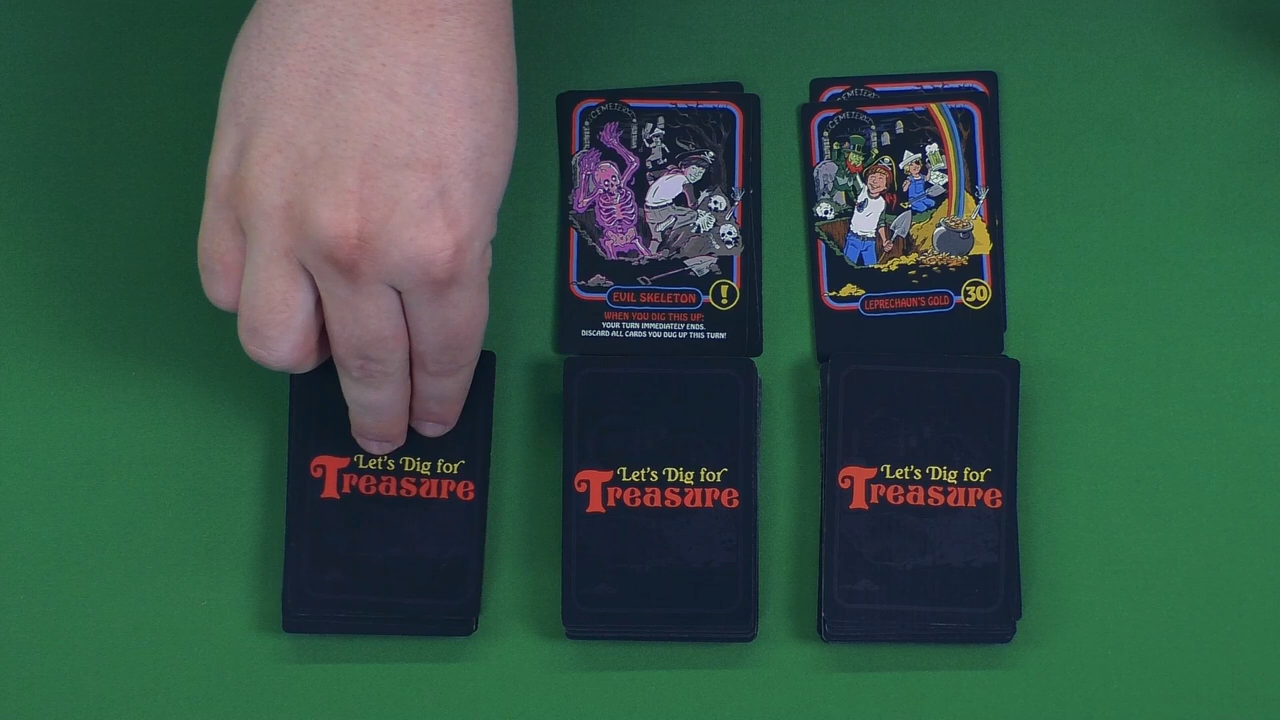 CEMETERY
EVIL SKELETON
!
WHEN YOU DIG THIS UP:
YOUR TURN IMMEDIATELY ENDS.
DISCARD ALL CARDS YOU DUG UP THIS TURN!
CEMETERY
CEMETERY
LEPRECHAUN'S GOLD
30
Let's Dig for
Treasure
Let's Dig for
Treasure
Let's Dig for
Treasure